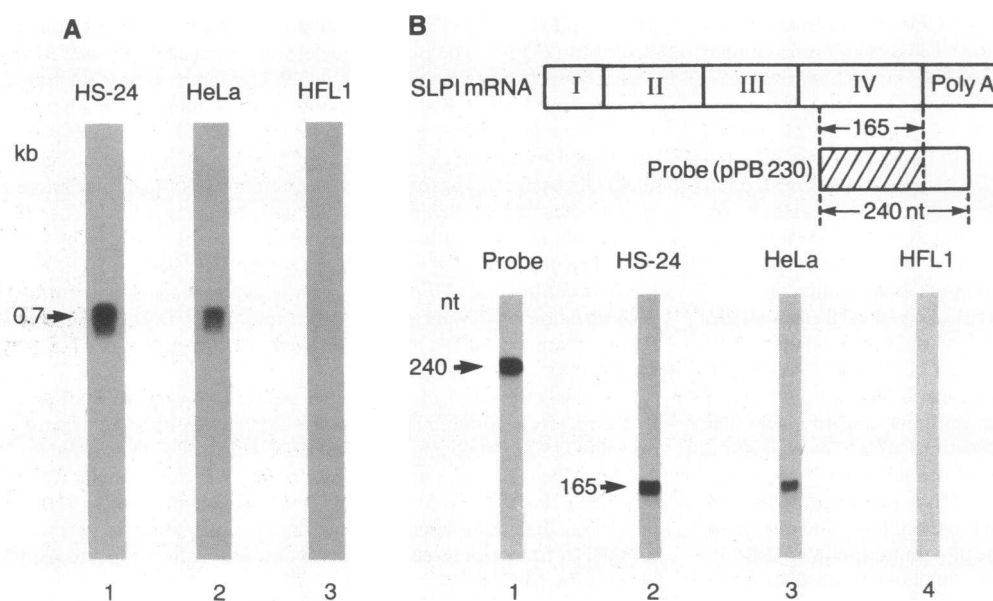 A
HS-24 HeLa HFL1
kb
0.7
1 2 3
B
SLPI mRNA I II III IV Poly A
165
Probe (pPB 230)
240 nt
Probe HS-24 HeLa HFL1
nt
240
165
1 2 3 4